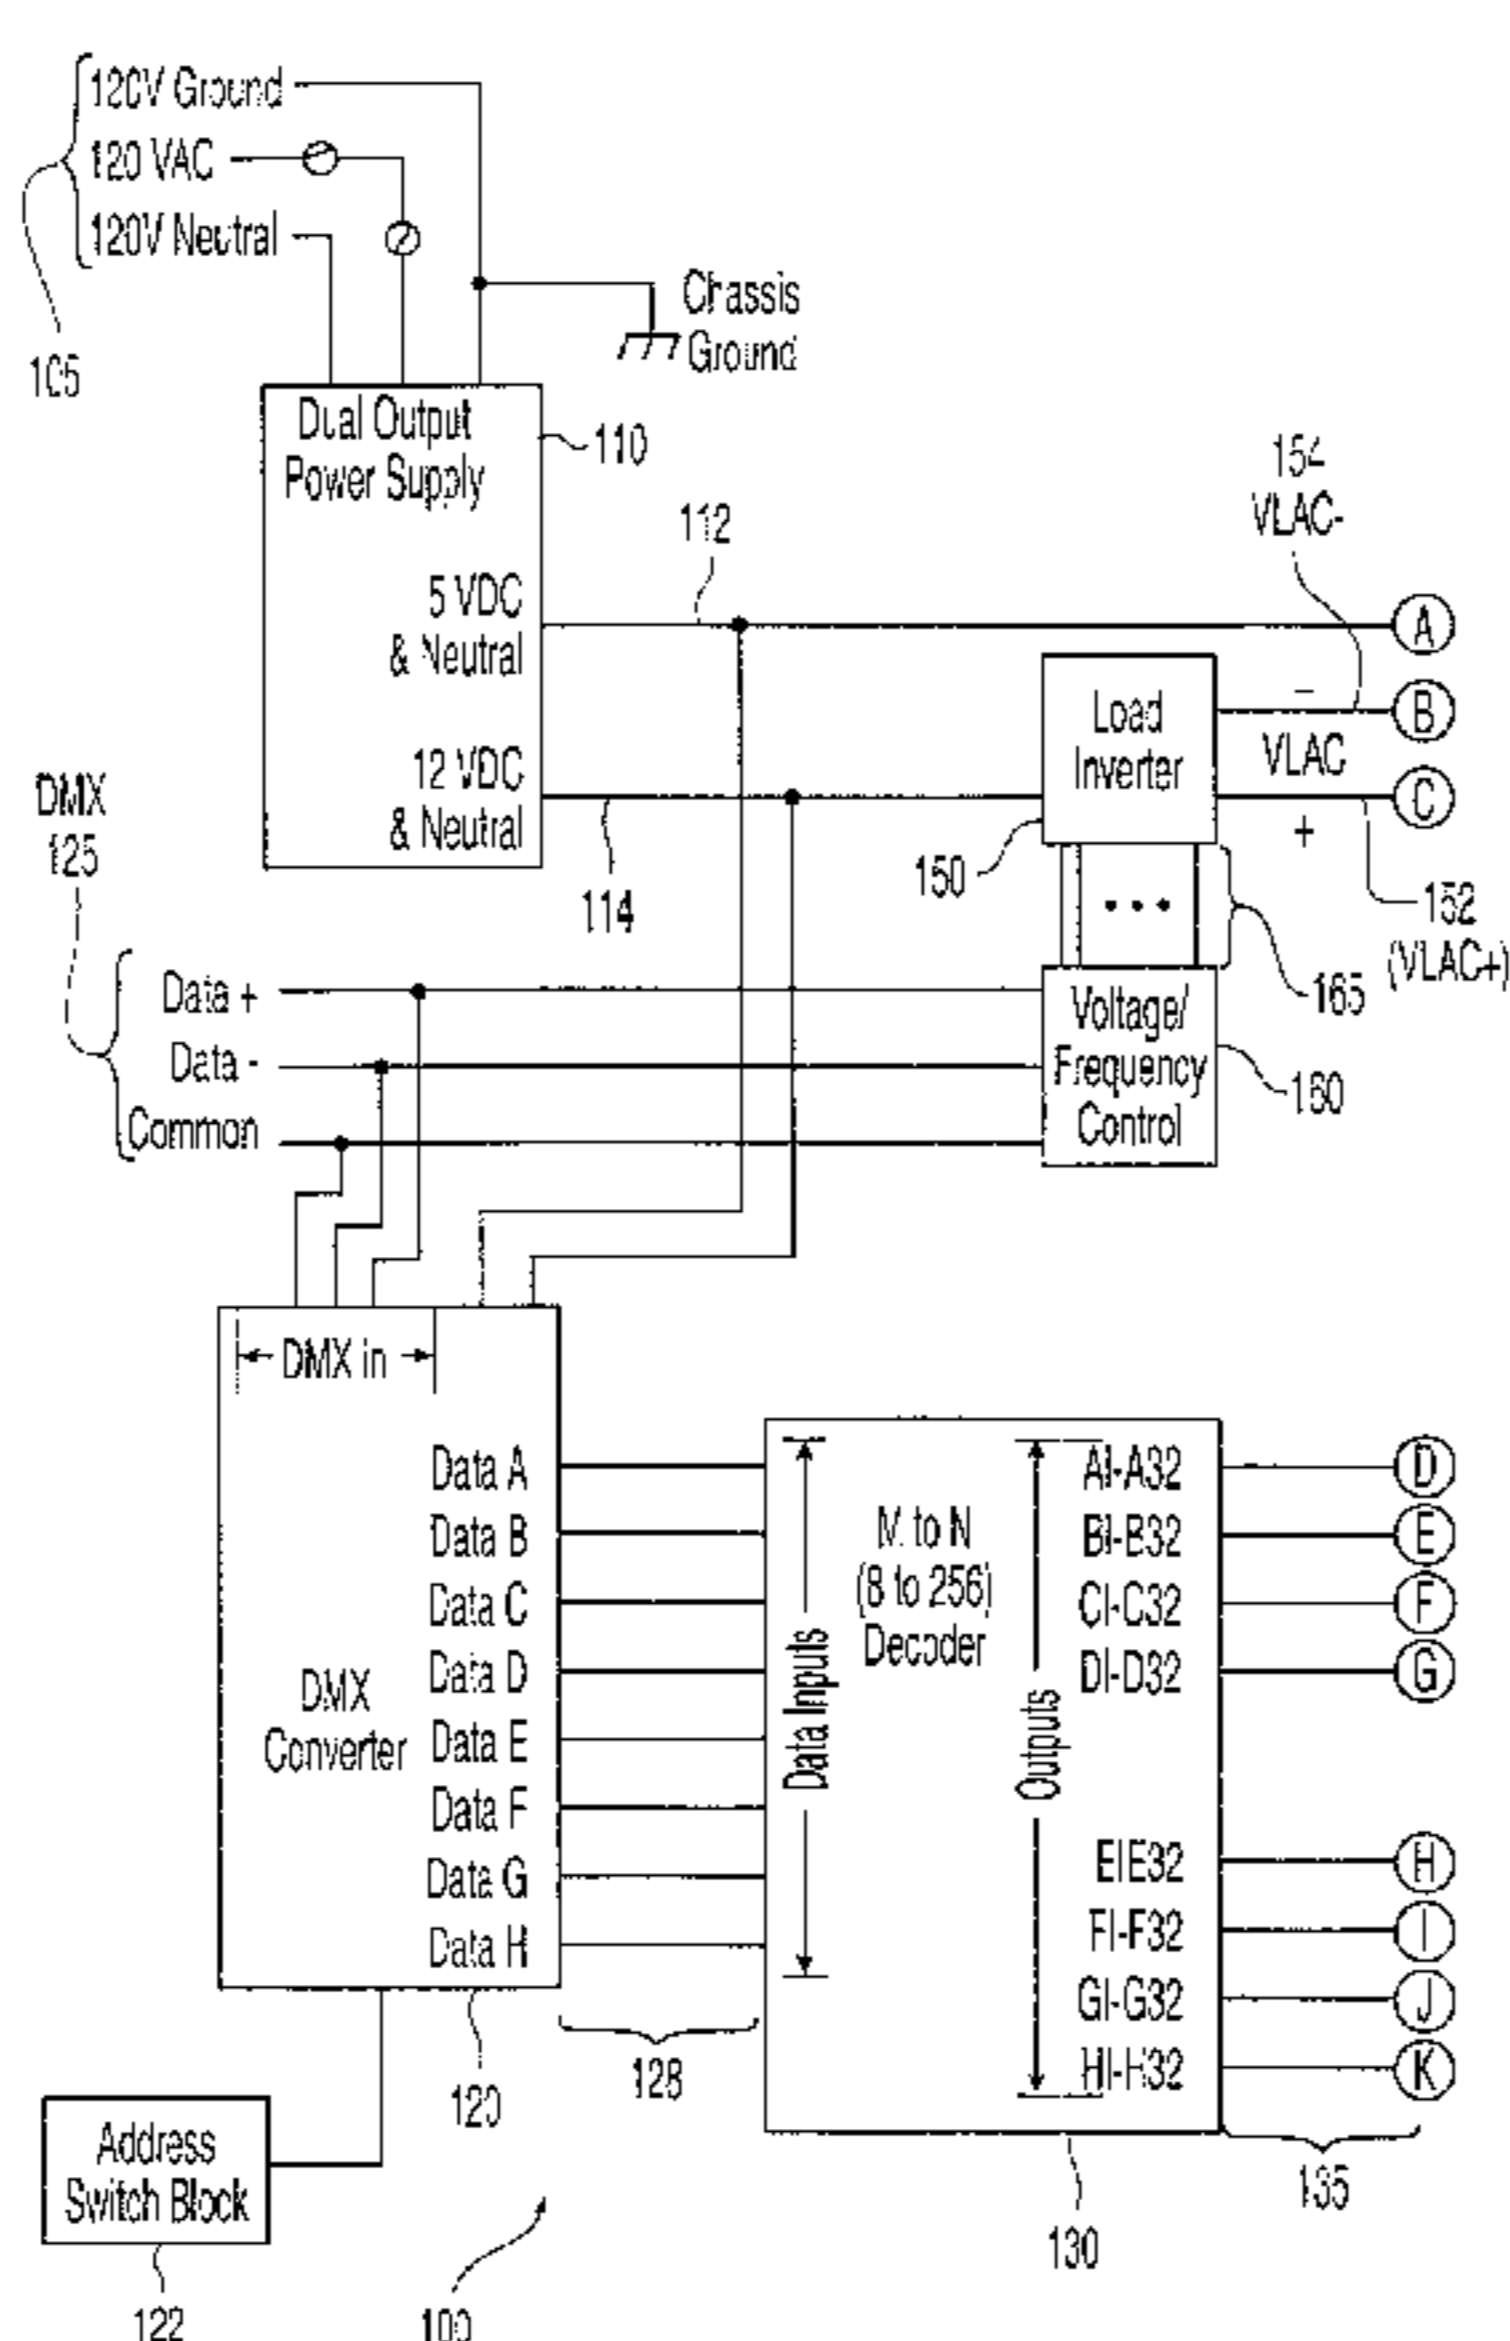 120V Ground
120 VAC
120V Neutral
105
Chassis
Ground
Dual Output
Power Supply
110
5 VDC
& Neutral
12 VDC
& Neutral
112
114
154
VLAC-
A
B
C
Load
Inverter
-
VLAC
+
150
152
(VLAC+)
165
DMX
125
Data +
Data -
Common
Voltage/
Frequency
Control
160
DMX in
Data A
Data B
Data C
Data D
Data E
Data F
Data G
Data H
DMX
Converter
Data Inputs
M to N
(8 to 256)
Decoder
Outputs
AI-A32
BI-B32
CI-C32
DI-D32
EIE32
FI-F32
GI-G32
HI-H32
D
E
F
G
H
I
J
K
128
120
135
130
Address
Switch Block
122
100